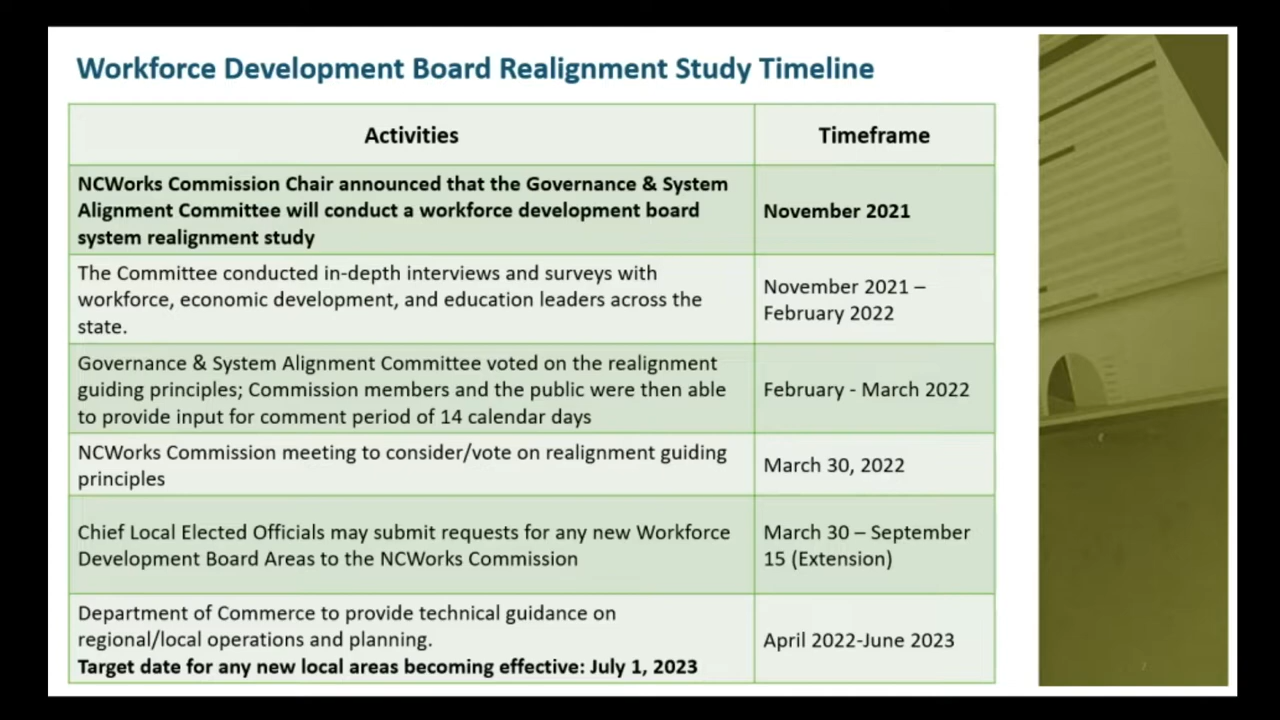 Workforce Development Board Realignment Study Timeline
Activities
Timeframe
NCWorks Commission Chair announced that the Governance & System
Alignment Committee will conduct a workforce development board
system realignment study
November 2021
The Committee conducted in-depth interviews and surveys with
workforce, economic development, and education leaders across the
state.
November 2021 –
February 2022
Governance & System Alignment Committee voted on the realignment
guiding principles; Commission members and the public were then able
to provide input for comment period of 14 calendar days
February - March 2022
NCWorks Commission meeting to consider/vote on realignment guiding
principles
March 30, 2022
Chief Local Elected Officials may submit requests for any new Workforce
Development Board Areas to the NCWorks Commission
March 30 – September
15 (Extension)
Department of Commerce to provide technical guidance on
regional/local operations and planning.
Target date for any new local areas becoming effective: July 1, 2023
April 2022-June 2023